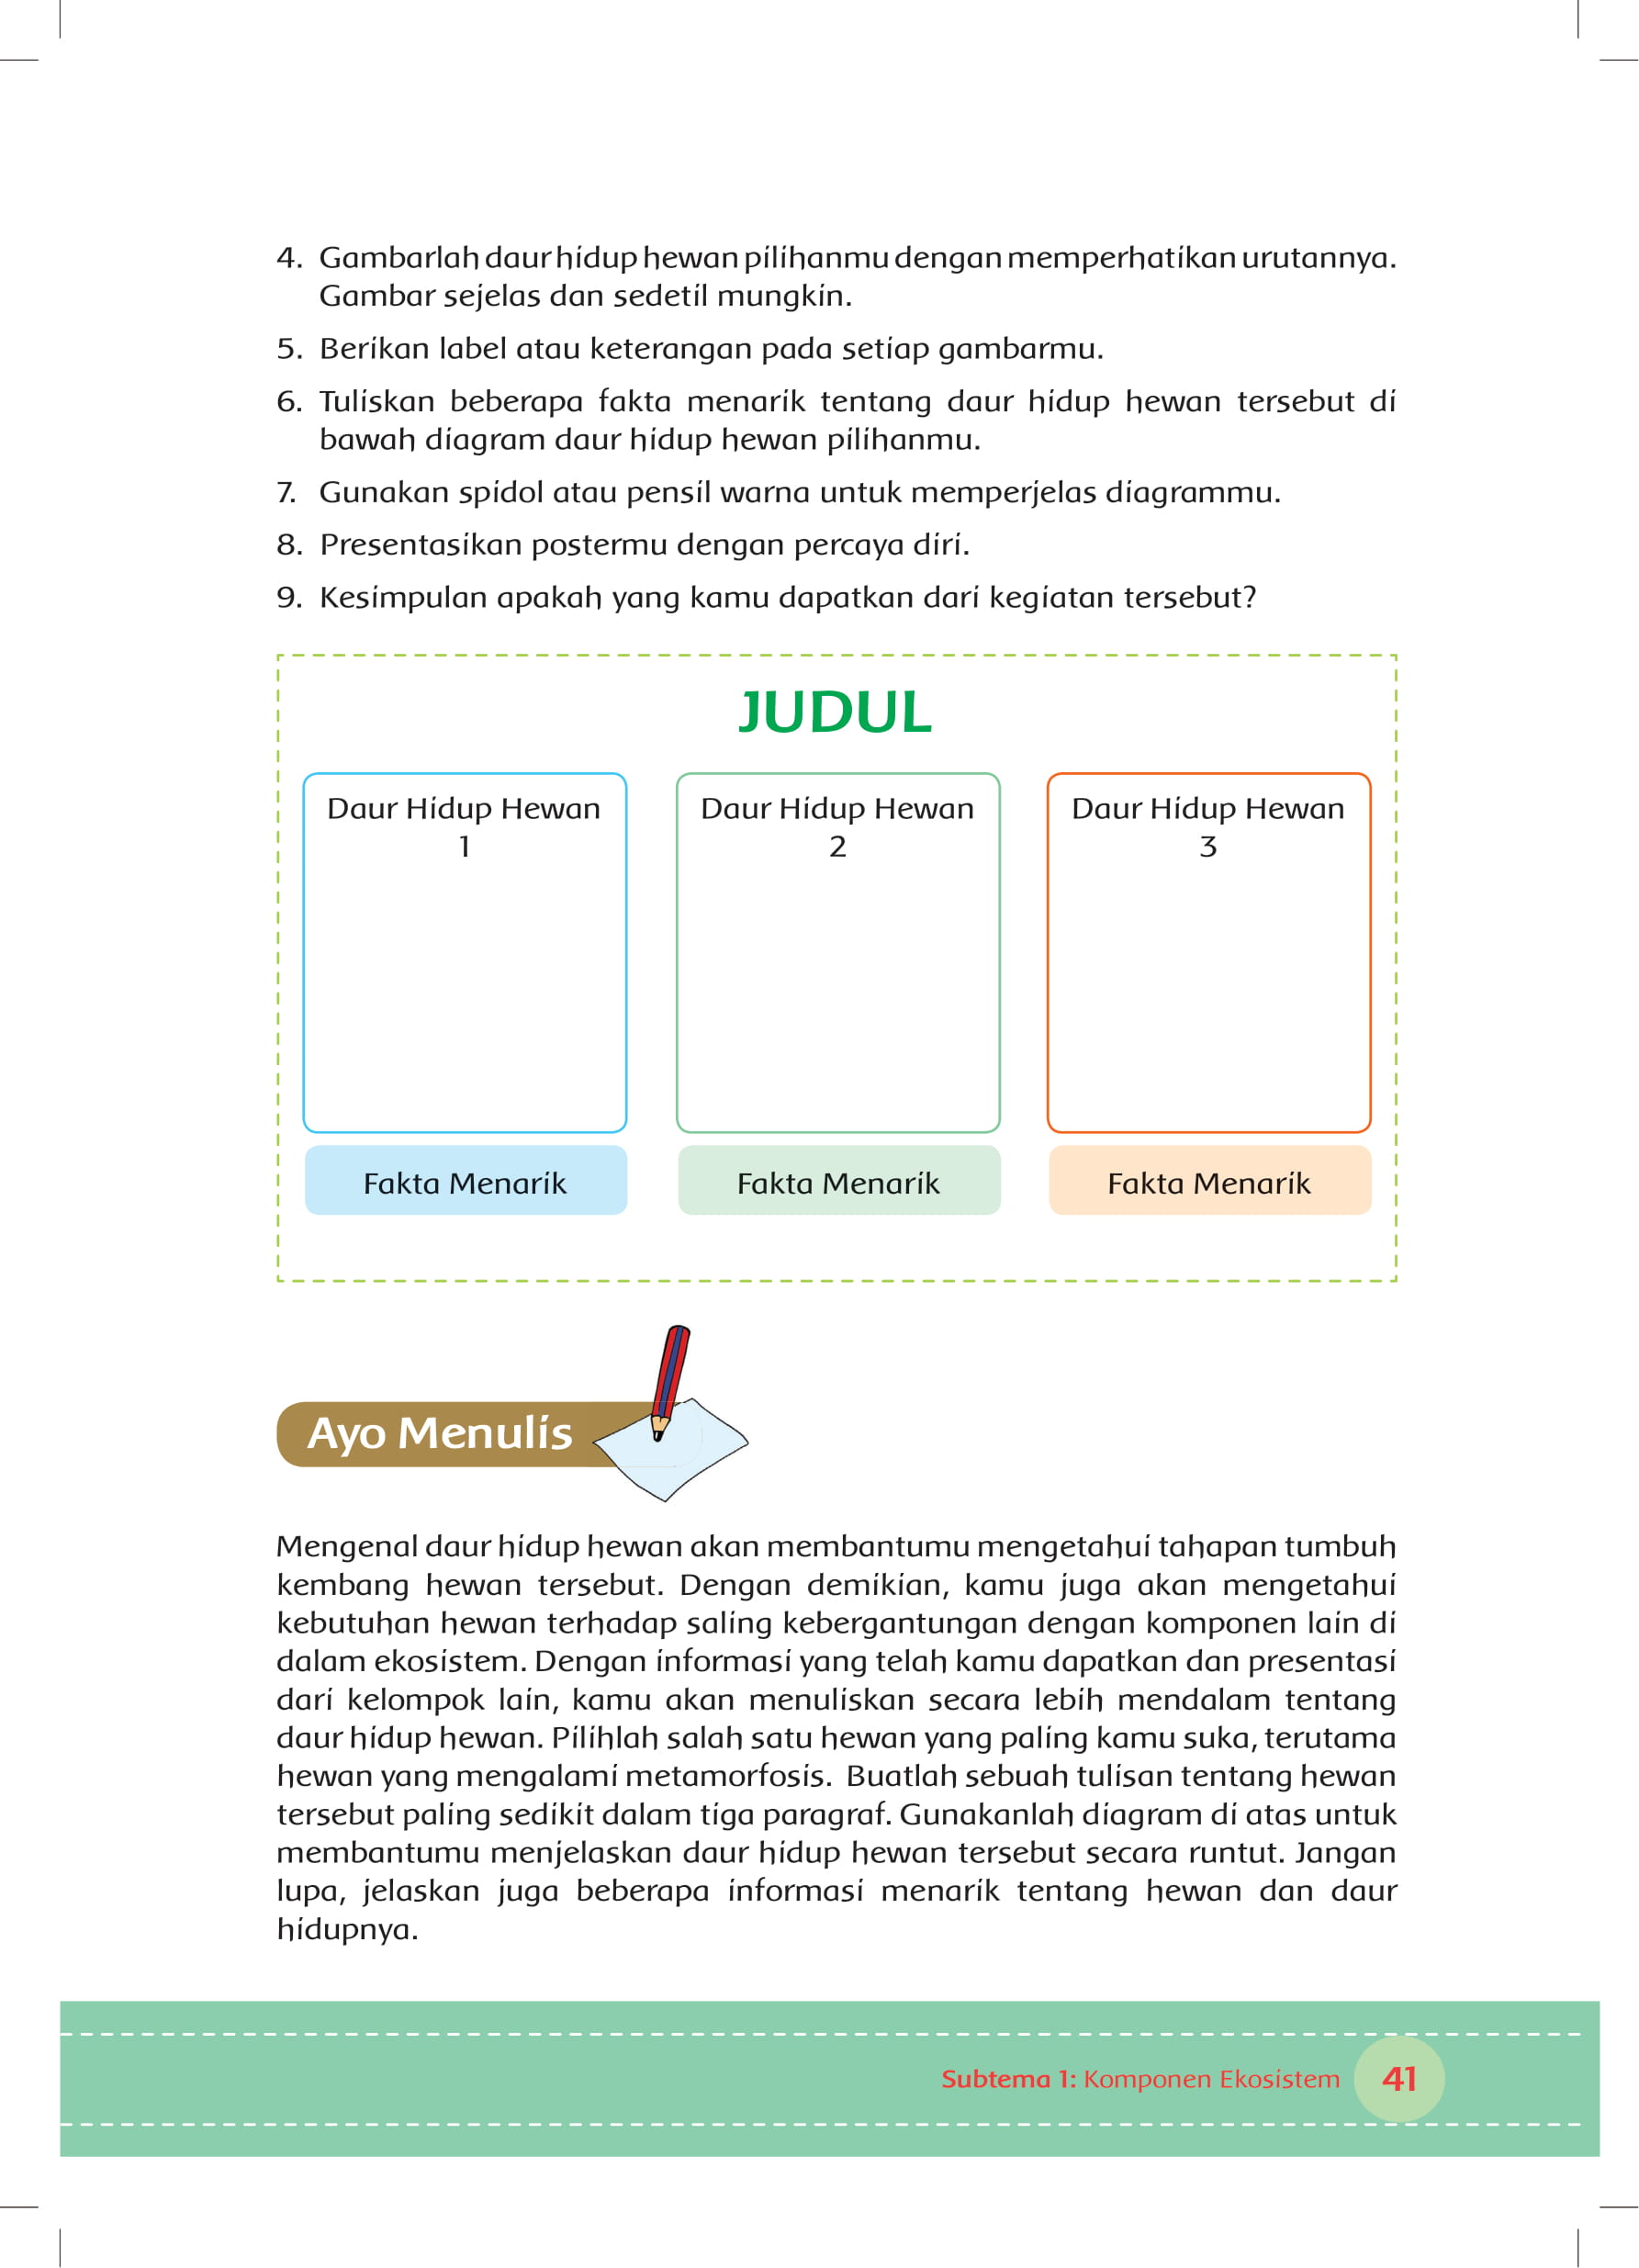 4. Gambarlah daur hidup hewan pilihanmu dengan memperhatikan urutannya.
Gambar sejelas dan sedetil mungkin.
5. Berikan label atau keterangan pada setiap gambarmu.
6. Tuliskan beberapa fakta menarik tentang daur hidup hewan tersebut di
bawah diagram daur hidup hewan pilihanmu.
7. Gunakan spidol atau pensil warna untuk memperjelas diagrammu.
8. Presentasikan postermu dengan percaya diri.
9. Kesimpulan apakah yang kamu dapatkan dari kegiatan tersebut?
JUDUL
Daur Hidup Hewan
1
Daur Hidup Hewan
2
Daur Hidup Hewan
3
Fakta Menarik
Fakta Menarik
Fakta Menarik
Ayo Menulis
Mengenal daur hidup hewan akan membantumu mengetahui tahapan tumbuh
kembang hewan tersebut. Dengan demikian, kamu juga akan mengetahui
kebutuhan hewan terhadap saling kebergantungan dengan komponen lain di
dalam ekosistem. Dengan informasi yang telah kamu dapatkan dan presentasi
dari kelompok lain, kamu akan menuliskan secara lebih mendalam tentang
daur hidup hewan. Pilihlah salah satu hewan yang paling kamu suka, terutama
hewan yang mengalami metamorfosis. Buatlah sebuah tulisan tentang hewan
tersebut paling sedikit dalam tiga paragraf. Gunakanlah diagram di atas untuk
membantumu menjelaskan daur hidup hewan tersebut secara runtut. Jangan
lupa, jelaskan juga beberapa informasi menarik tentang hewan dan daur
hidupnya.
Subtema 1: Komponen Ekosistem
41